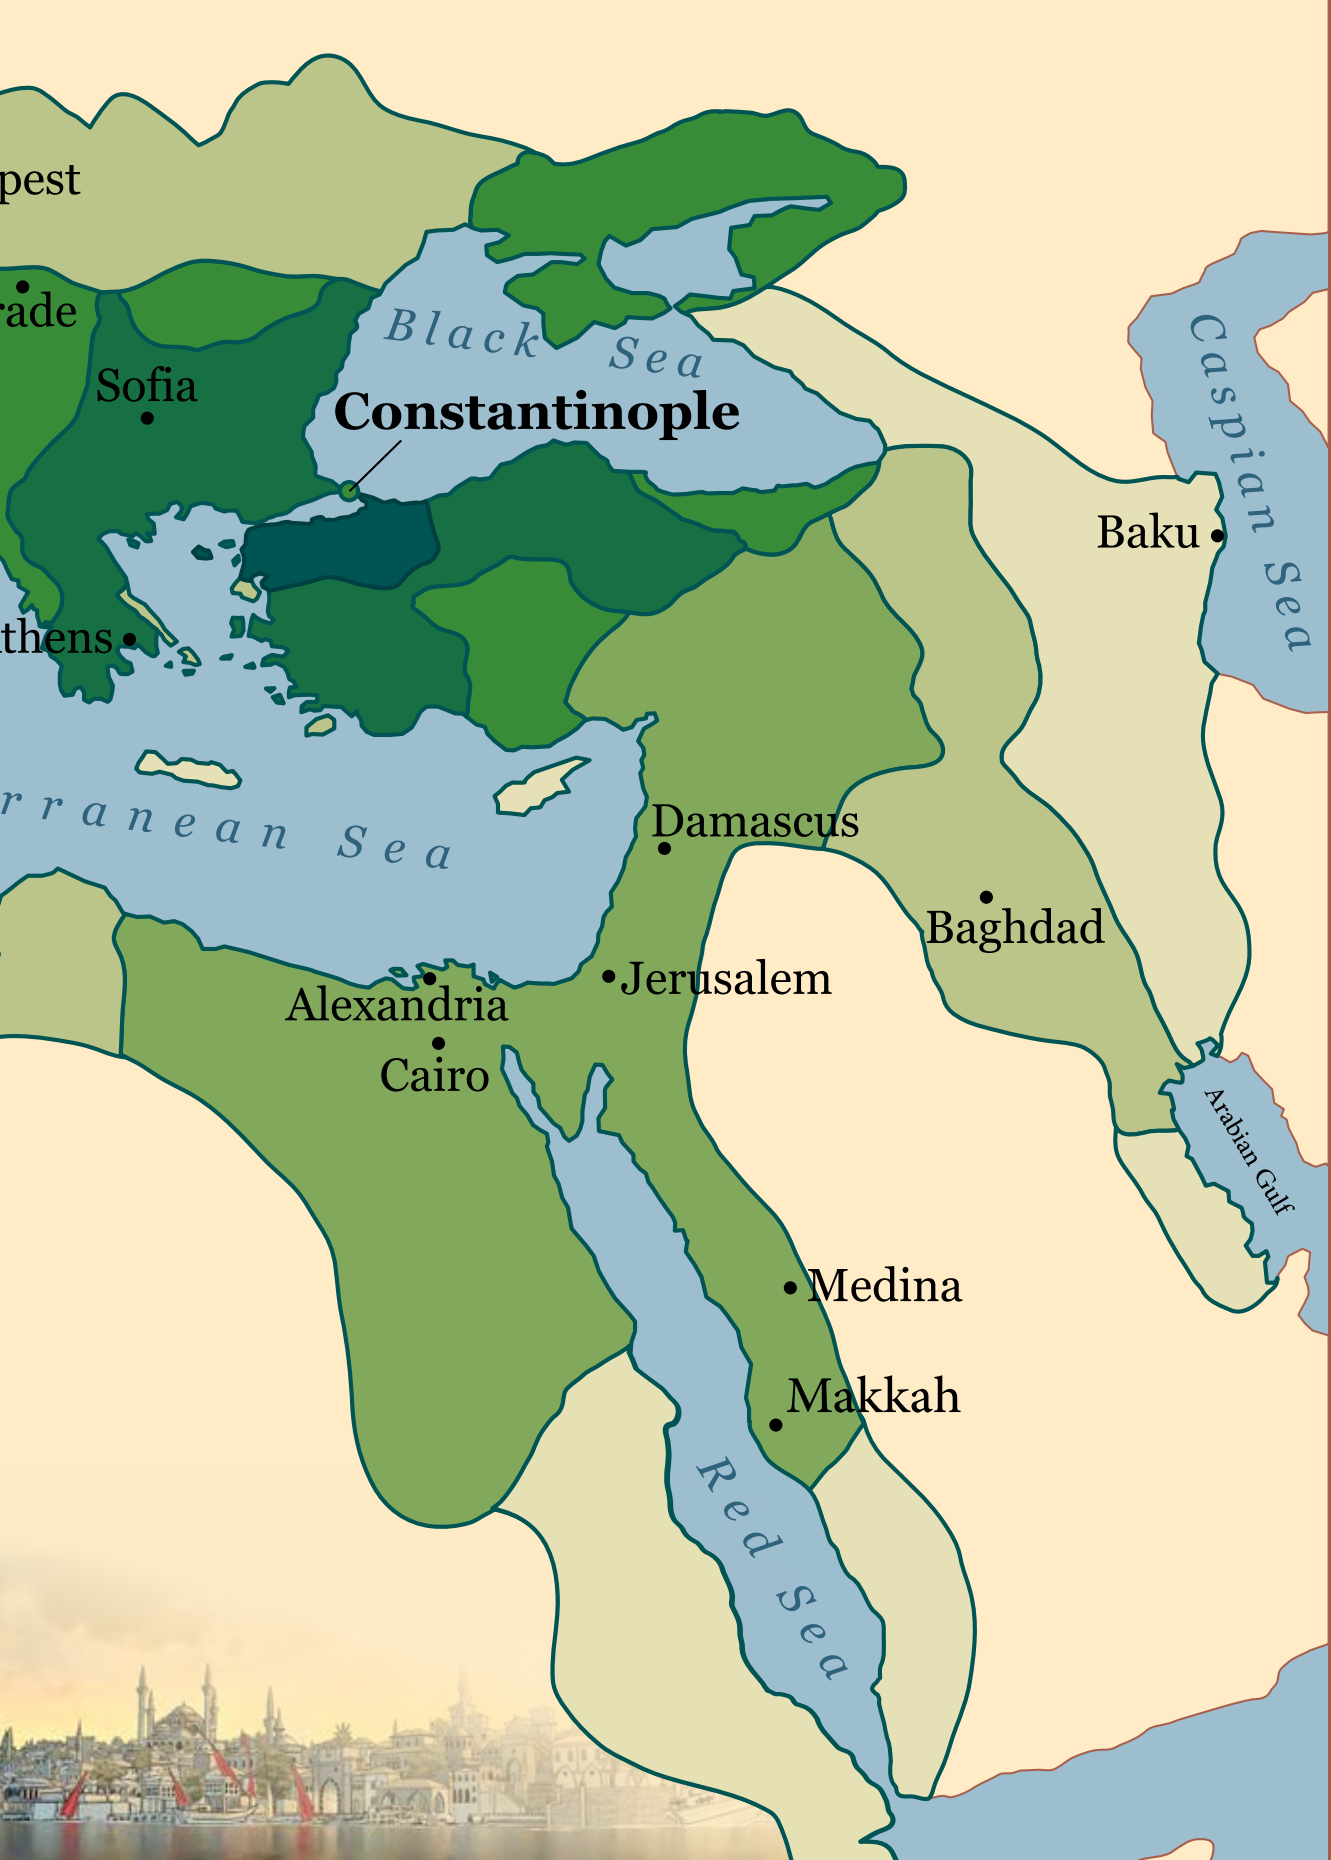 pest
rade
Black Sea
Caspian Sea
Sofia
Constantinople
Baku
thens
rranean Sea
Damascus
Baghdad
Jerusalem
Alexandria
Cairo
Arabian Gulf
Medina
Makkah
Red Sea